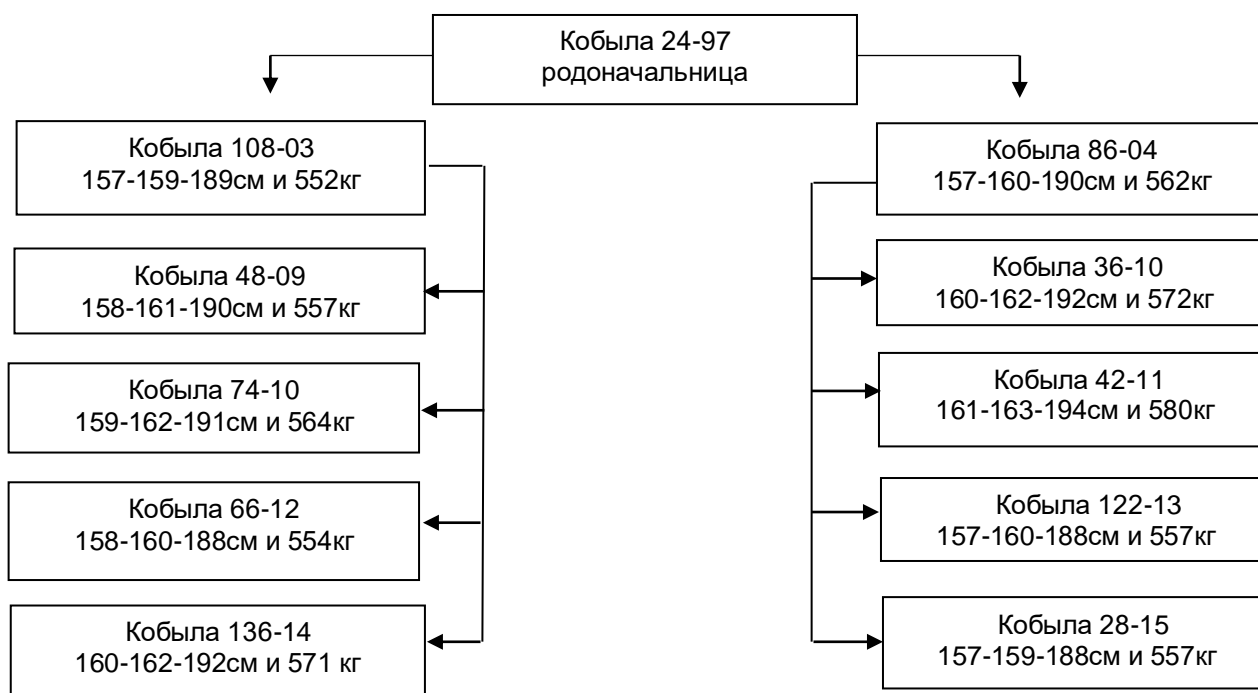 Кобыла 24-97
родоначальница
Кобыла 108-03
157-159-189см и 552кг
Кобыла 48-09
158-161-190см и 557кг
Кобыла 74-10
159-162-191см и 564кг
Кобыла 66-12
158-160-188см и 554кг
Кобыла 136-14
160-162-192см и 571 кг
Кобыла 86-04
157-160-190см и 562кг
Кобыла 36-10
160-162-192см и 572кг
Кобыла 42-11
161-163-194см и 580кг
Кобыла 122-13
157-160-188см и 557кг
Кобыла 28-15
157-159-188см и 557кг